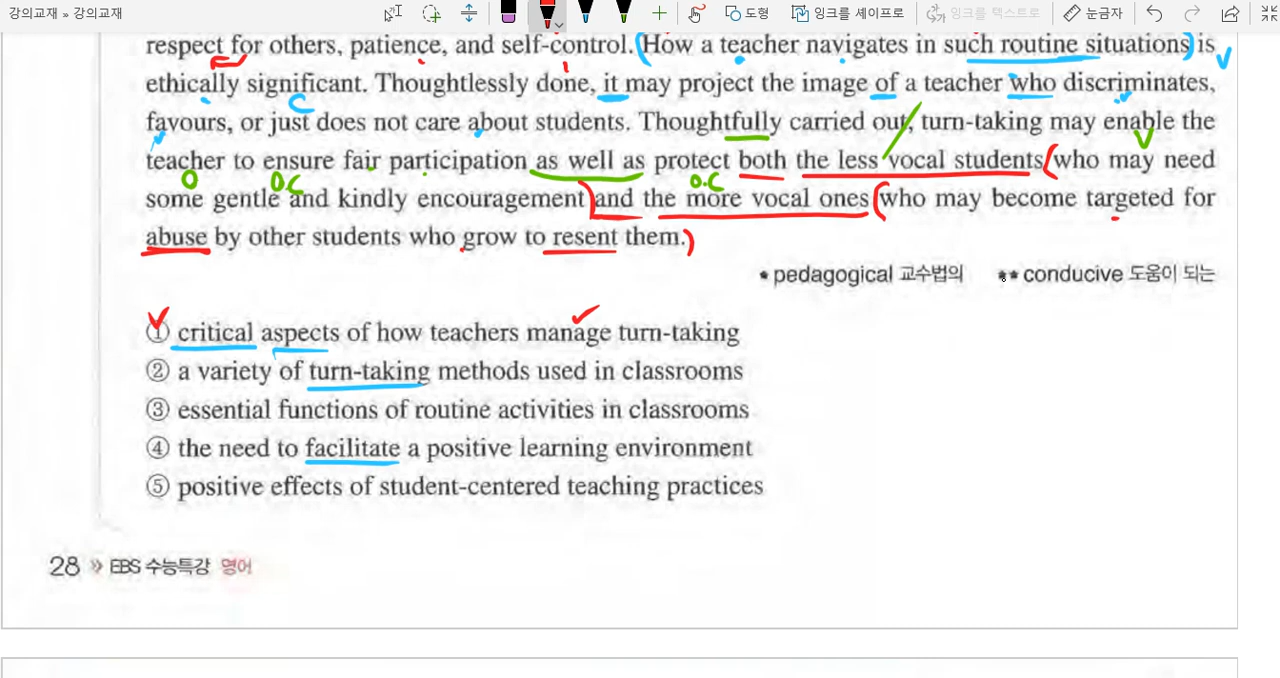 강의교재 » 강의교재
도형 잉크를 셰이프로 잉크를 텍스트로 눈금자
respect for others, patience, and self-control. (How a teacher navigates in such routine situations) is
ethically significant. Thoughtlessly done, it may project the image of a teacher who discriminates,
C
favours, or just does not care about students. Thoughtfully carried out, turn-taking may enable the
V
teacher to ensure fair participation as well as protect both the less vocal students (who may need
O O.C O.C
some gentle and kindly encouragement) and the more vocal ones (who may become targeted for
abuse by other students who grow to resent them.)
* pedagogical 교수법의 ** conducive 도움이 되는
① critical aspects of how teachers manage turn-taking
② a variety of turn-taking methods used in classrooms
③ essential functions of routine activities in classrooms
④ the need to facilitate a positive learning environment
⑤ positive effects of student-centered teaching practices
28 » EBS 수능특강 영어